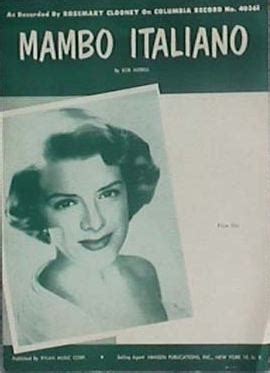 As Recorded By ROSEMARY CLOONEY On COLUMBIA RECORD No. 40361
MAMBO ITALIANO
By BOB MERRILL
Published By RYLAN MUSIC CORP. • Selling Agent HANSEN PUBLICATIONS, INC., NEW YORK 19, N. Y.